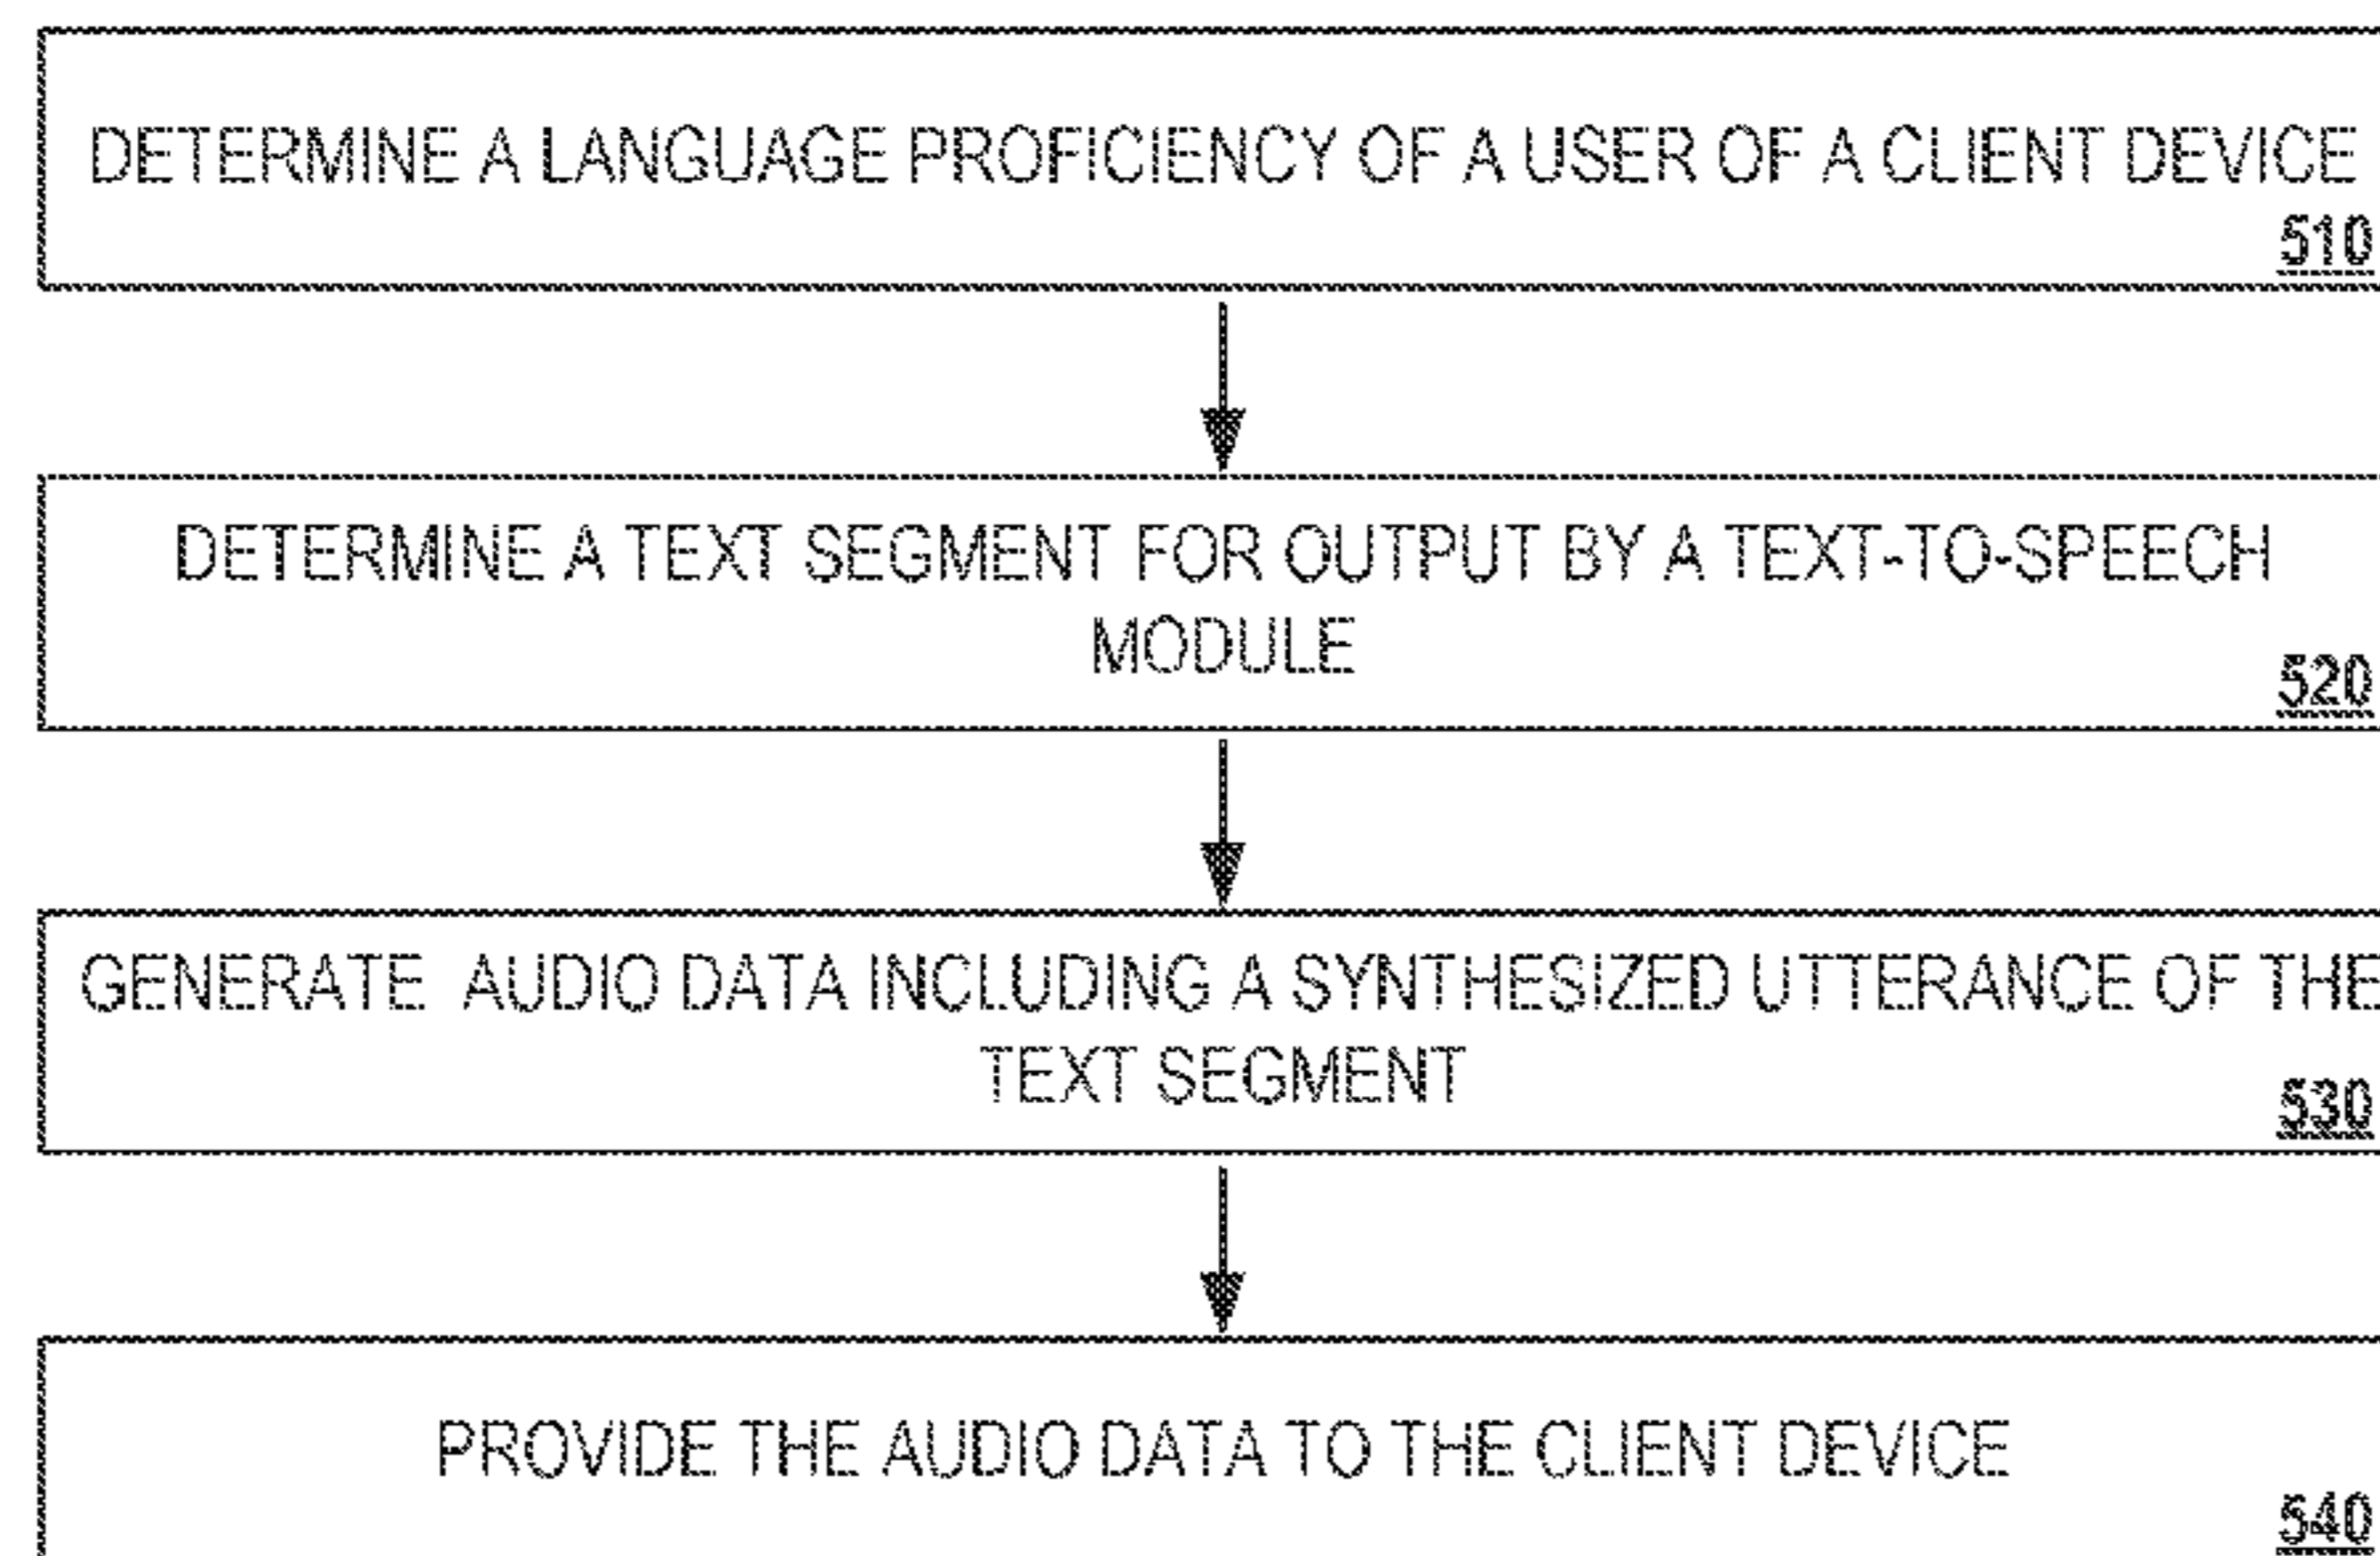 DETERMINE A LANGUAGE PROFICIENCY OF A USER OF A CLIENT DEVICE
510
DETERMINE A TEXT SEGMENT FOR OUTPUT BY A TEXT-TO-SPEECH
MODULE
520
GENERATE AUDIO DATA INCLUDING A SYNTHESIZED UTTERANCE OF THE
TEXT SEGMENT
530
PROVIDE THE AUDIO DATA TO THE CLIENT DEVICE
540